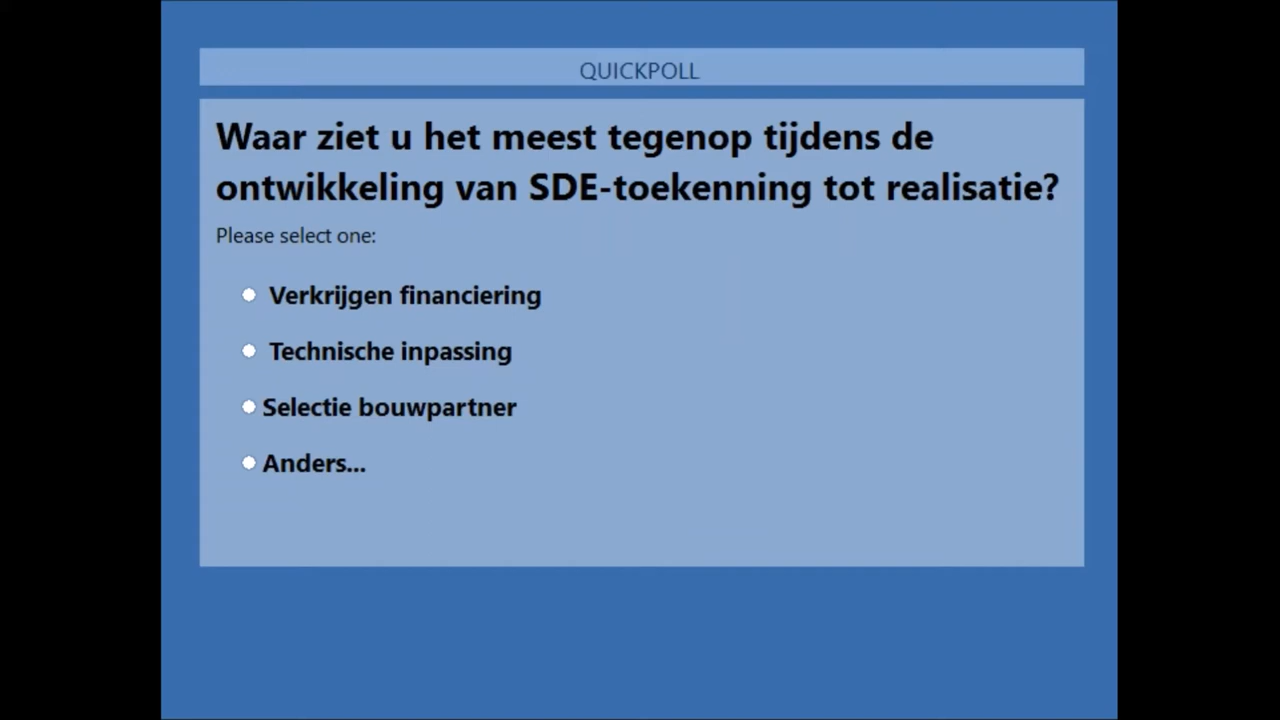 QUICKPOLL
Waar ziet u het meest tegenop tijdens de
ontwikkeling van SDE-toekenning tot realisatie?
Please select one:
Verkrijgen financiering
Technische inpassing
Selectie bouwpartner
Anders...